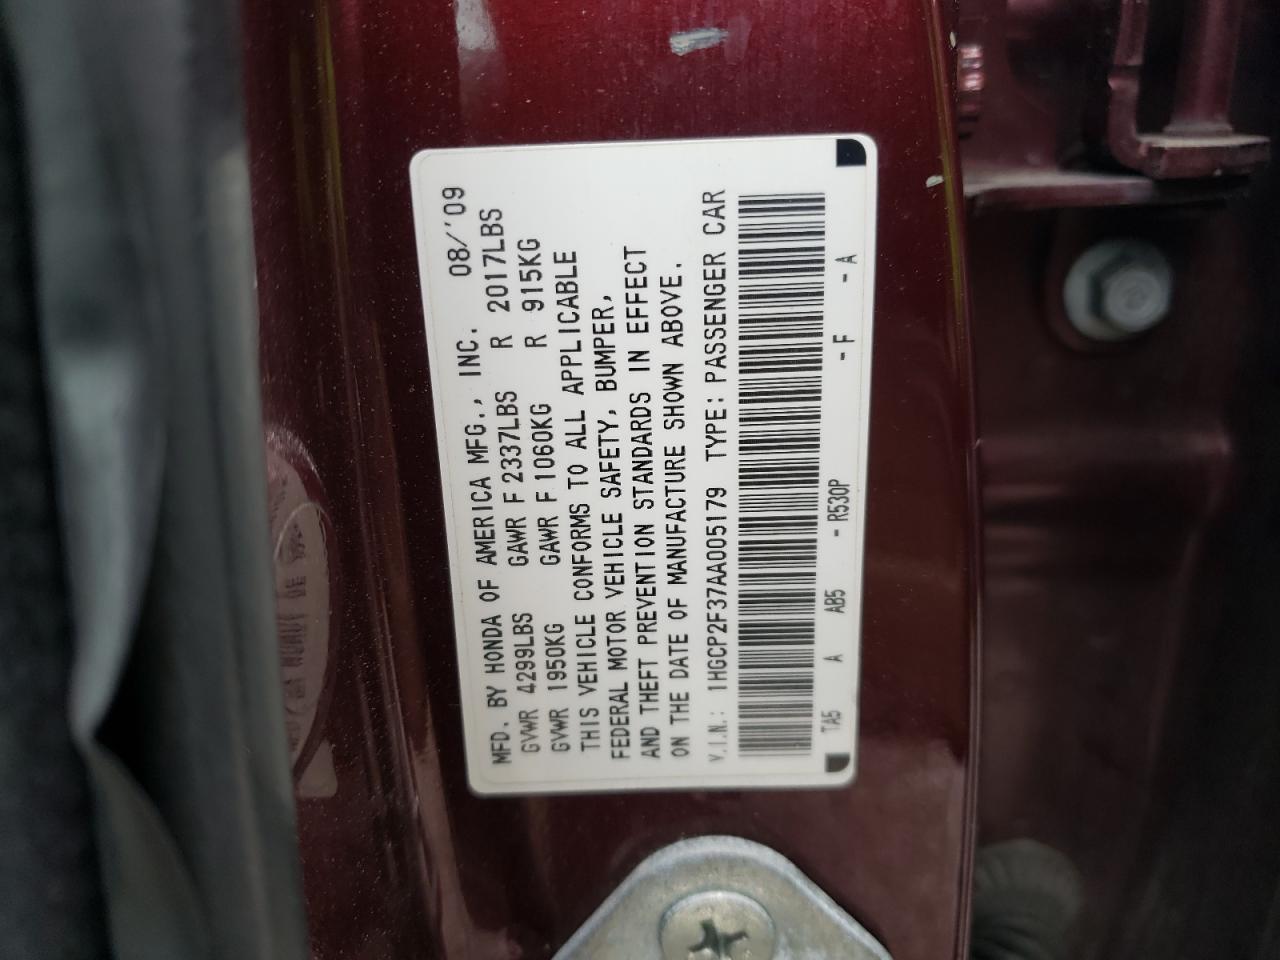 MFD. BY HONDA OF AMERICA MFG., INC. 08/'09
GVWR 4299LBS GAWR F 2337LBS R 2017LBS
GVWR 1950KG GAWR F 1060KG R 915KG
THIS VEHICLE CONFORMS TO ALL APPLICABLE
FEDERAL MOTOR VEHICLE SAFETY, BUMPER,
AND THEFT PREVENTION STANDARDS IN EFFECT
ON THE DATE OF MANUFACTURE SHOWN ABOVE.
V.I.N.: 1HGCP2F37AA005179 TYPE: PASSENGER CAR
TA5 A AB5 - R530P - F - A